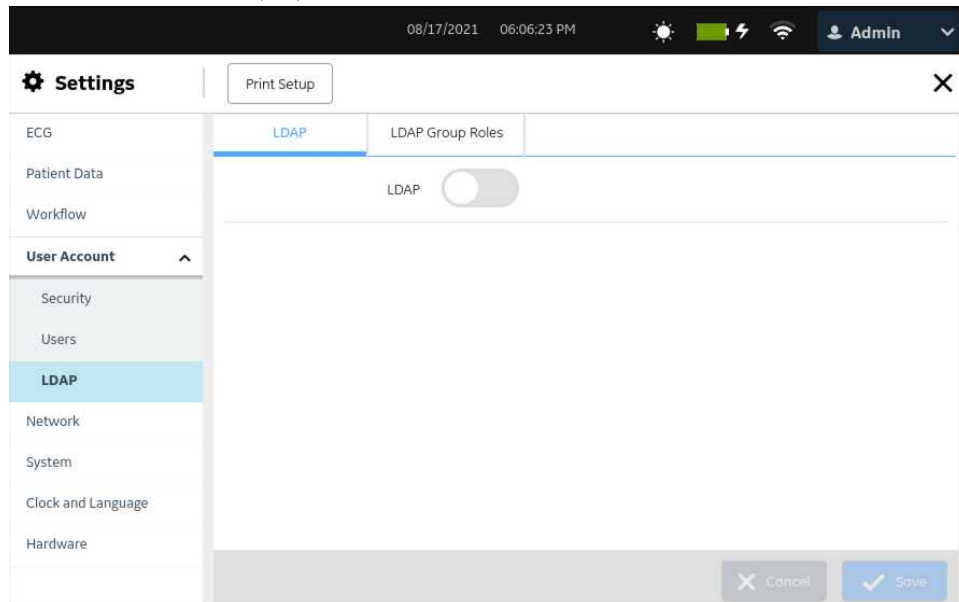 08/17/2021 06:06:23 PM Admin
Settings Print Setup
ECG
Patient Data
Workflow
User Account
Security
Users
LDAP
Network
System
Clock and Language
Hardware
LDAP LDAP Group Roles
LDAP
Cancel Save